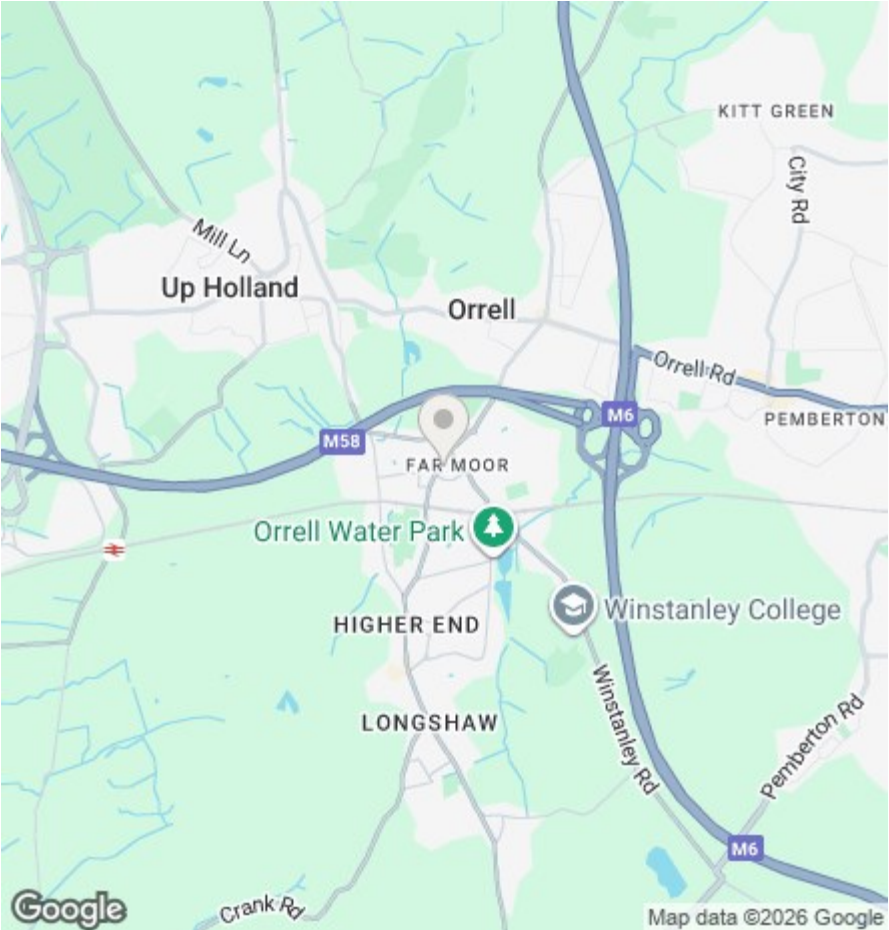 KITT GREEN
City Rd
Mill Ln
Up Holland
Orrell
Orrell Rd
M6
PEMBERTON
M58
FAR MOOR
Orrell Water Park
Winstanley College
HIGHER END
Winstanley Rd
LONGSHAW
Pemberton Rd
M6
Crank Rd
Google
Map data ©2026 Google